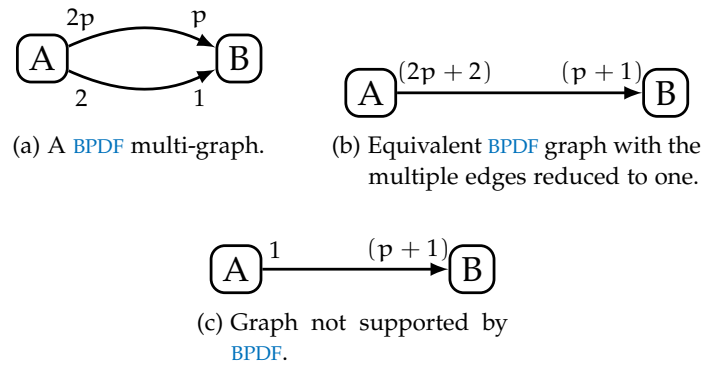 2p p
A B
2 1
(a) A BPDF multi-graph.
(2p + 2) (p + 1)
A B
(b) Equivalent BPDF graph with the
multiple edges reduced to one.
1 (p + 1)
A B
(c) Graph not supported by
BPDF.